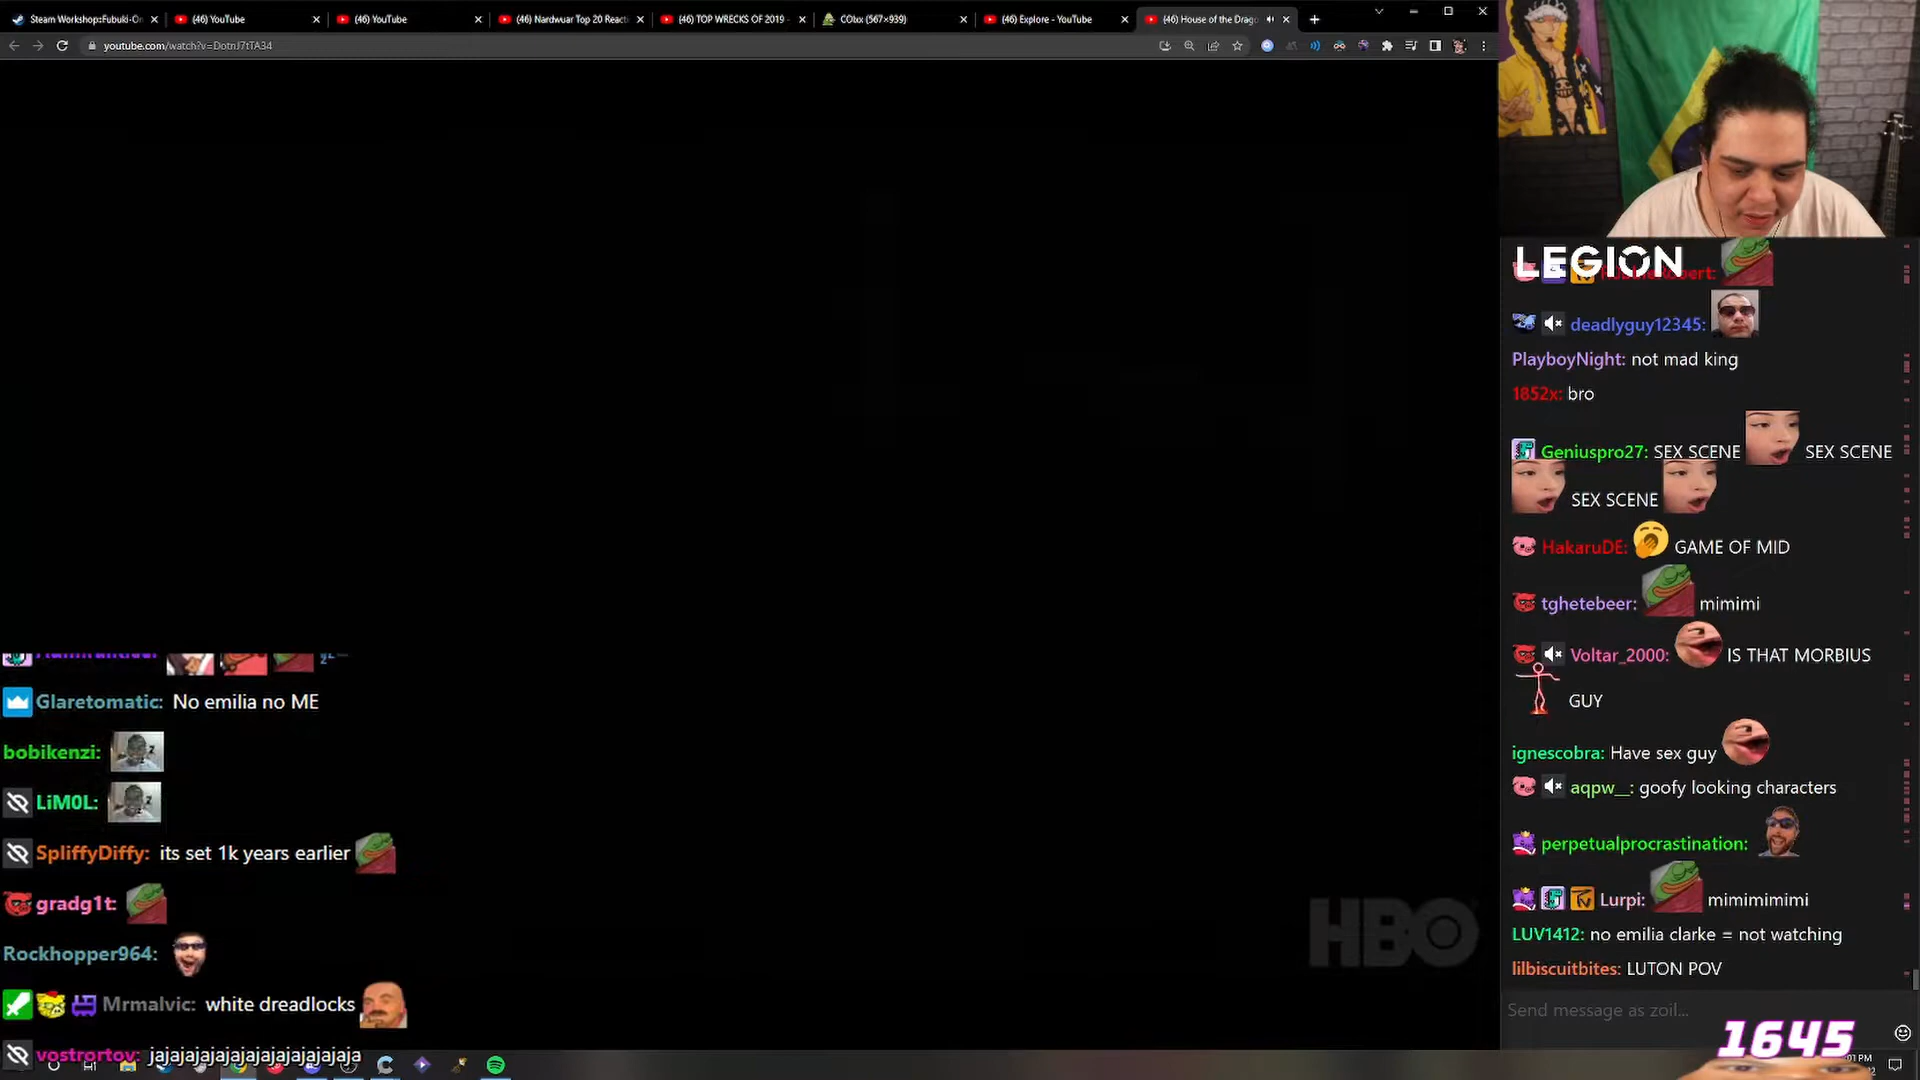 Steam Workshop:Fubuki-On
(46) YouTube
(46) YouTube
(46) Nardwuar Top 20 Reacti
(46) TOP WRECKS OF 2019 -
(567×939)
(46) Explore - YouTube
(46) House of the Drago
youtube.com/watch?v=DotnJ7tTA34
LEGION
deadlyguy12345:
PlayboyNight: not mad king
1852x: bro
Geniuspro27: SEX SCENE SEX SCENE
SEX SCENE
HakaruDE: GAME OF MID
tghetebeer: mimimi
Voltar_2000: IS THAT MORBIUS
GUY
ignescobra: Have sex guy
aqpw__: goofy looking characters
perpetualprocrastination:
Lurpi: mimimimimi
LUV1412: no emilia clarke = not watching
lilbiscuitbites: LUTON POV
Send message as zoil...
1645
Glaretomatic: No emilia no ME
bobikenzi:
LiM0L:
SpliffyDiffy: its set 1k years earlier
gradg1t:
Rockhopper964:
Mrmalvic: white dreadlocks
vostrortov: jajajajajajajajajajajajaja
HBO